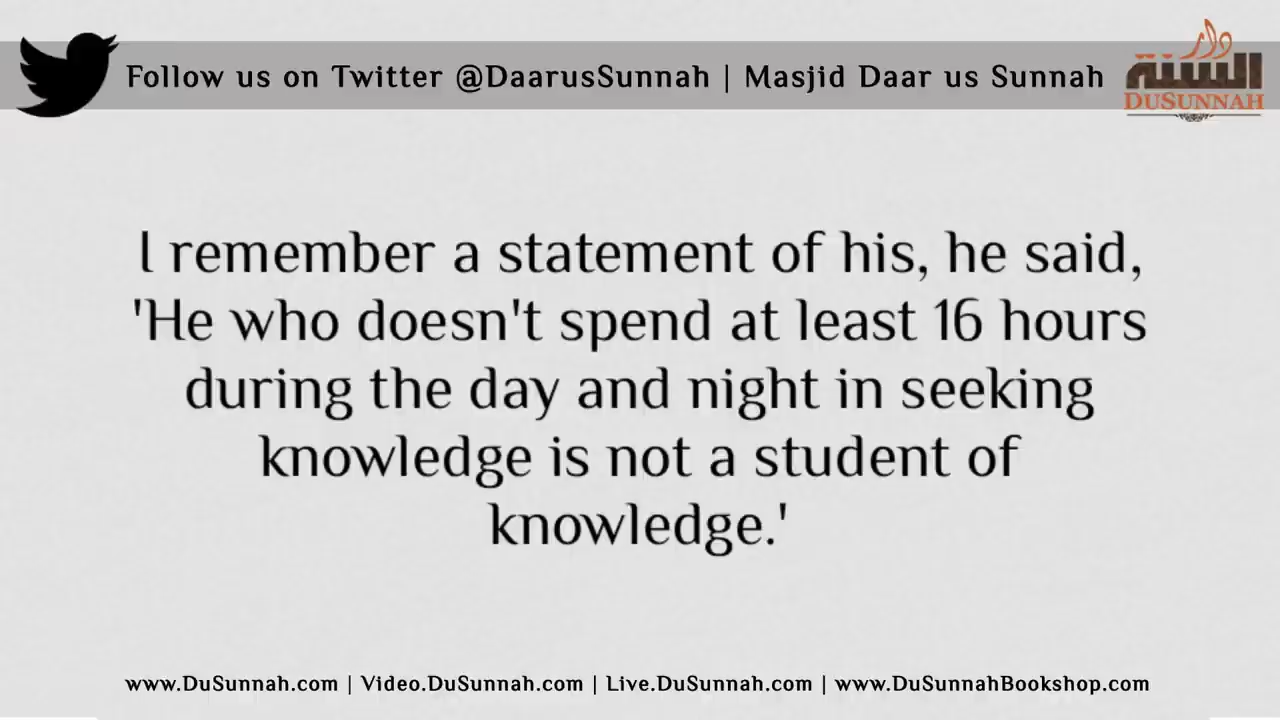 Follow us on Twitter @DaarusSunnah | Masjid Daar us Sunnah
دار
السنة
DUSUNNAH
I remember a statement of his, he said,
'He who doesn't spend at least 16 hours
during the day and night in seeking
knowledge is not a student of
knowledge.'
www.DuSunnah.com | Video.DuSunnah.com | Live.DuSunnah.com | www.DuSunnahBookshop.com